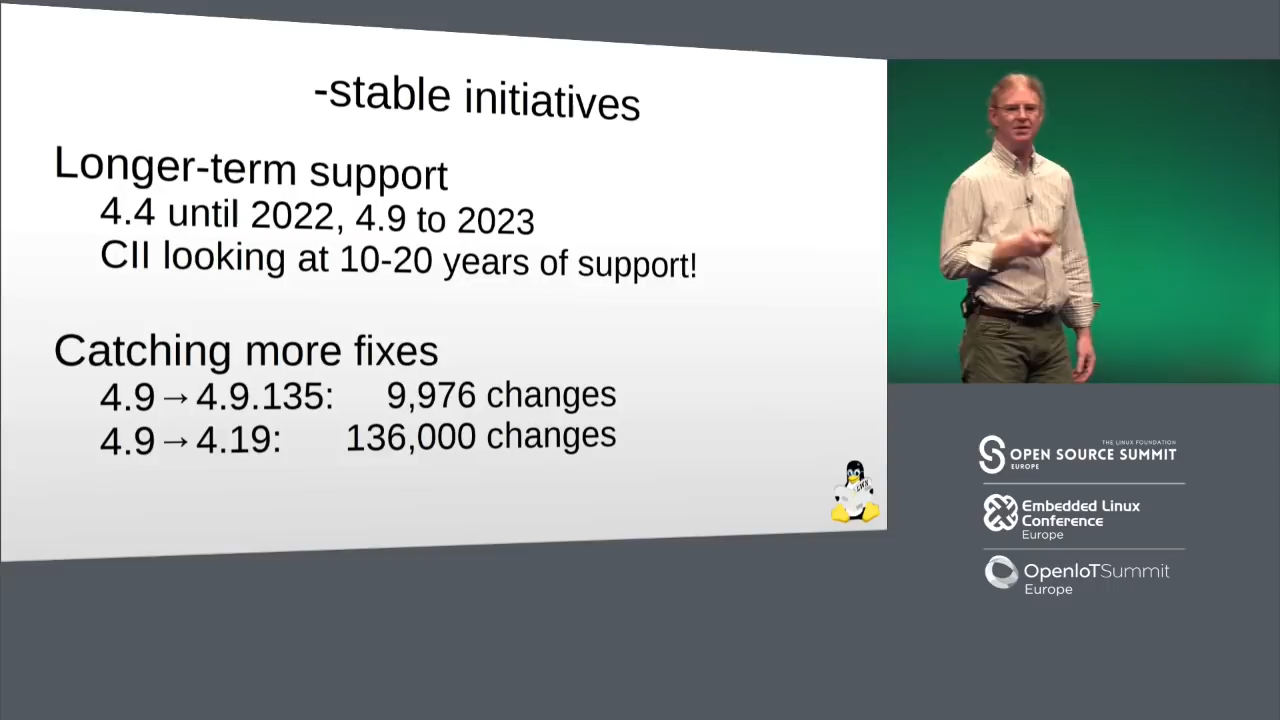 -stable initiatives
Longer-term support
4.4 until 2022, 4.9 to 2023
CII looking at 10-20 years of support!
Catching more fixes
4.9→4.9.135: 9,976 changes
4.9→4.19: 136,000 changes
LWN
THE LINUX FOUNDATION
OPEN SOURCE SUMMIT
EUROPE
Embedded Linux
Conference
Europe
OpenIoTSummit
Europe